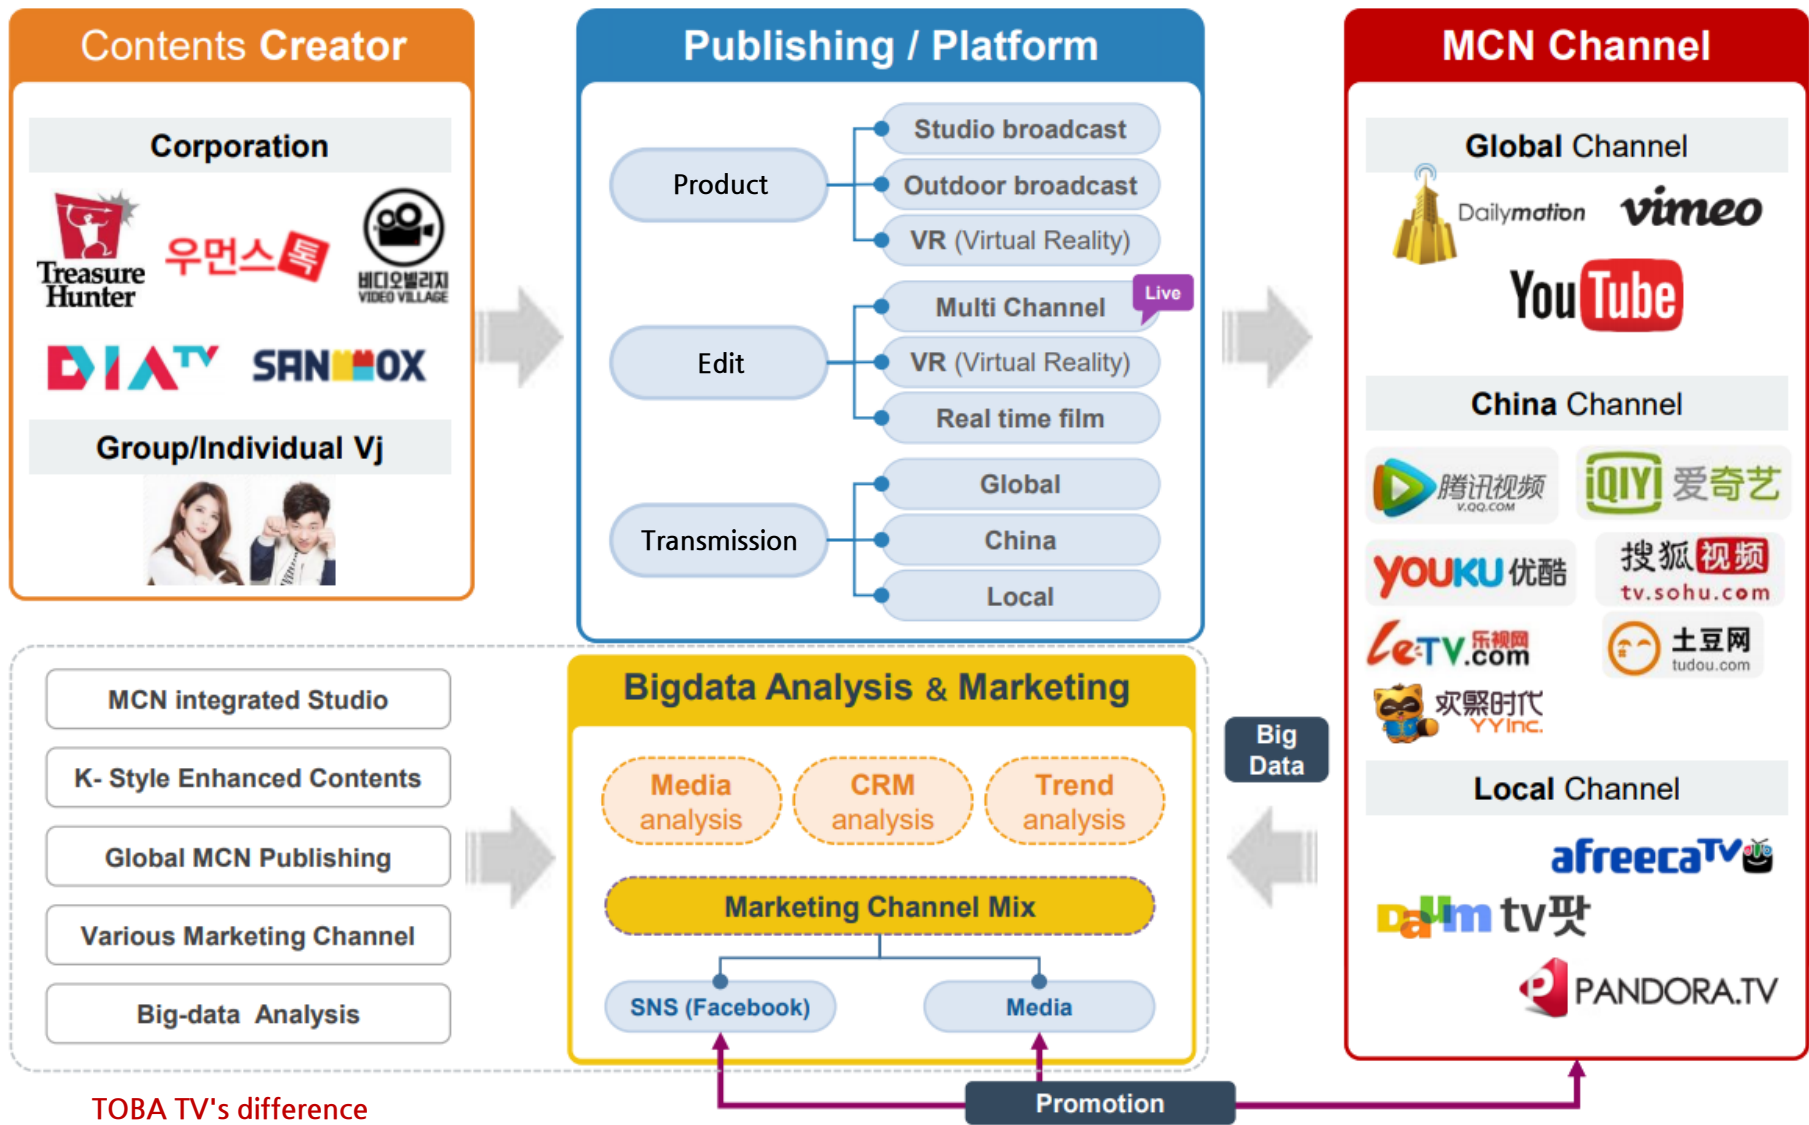 Contents Creator
Corporation
Treasure
Hunter
우먼스톡
비디오빌리지
VIDEO VILLAGE
DIA TV
SANDBOX
Group/Individual Vj
Publishing / Platform
Product
Studio broadcast
Outdoor broadcast
VR (Virtual Reality)
Edit
Multi Channel
Live
VR (Virtual Reality)
Real time film
Transmission
Global
China
Local
MCN Channel
Global Channel
Dailymotion
vimeo
YouTube
China Channel
腾讯视频
V.QQ.COM
iQIYI 爱奇艺
YOUKU 优酷
搜狐视频
tv.sohu.com
LeTV.com 乐视网
土豆网
tudou.com
欢聚时代
YY Inc.
Local Channel
afreecaTV
Daum tv팟
PANDORA.TV
MCN integrated Studio
K- Style Enhanced Contents
Global MCN Publishing
Various Marketing Channel
Big-data Analysis
TOBA TV's difference
Bigdata Analysis & Marketing
Media
analysis
CRM
analysis
Trend
analysis
Marketing Channel Mix
SNS (Facebook)
Media
Big
Data
Promotion